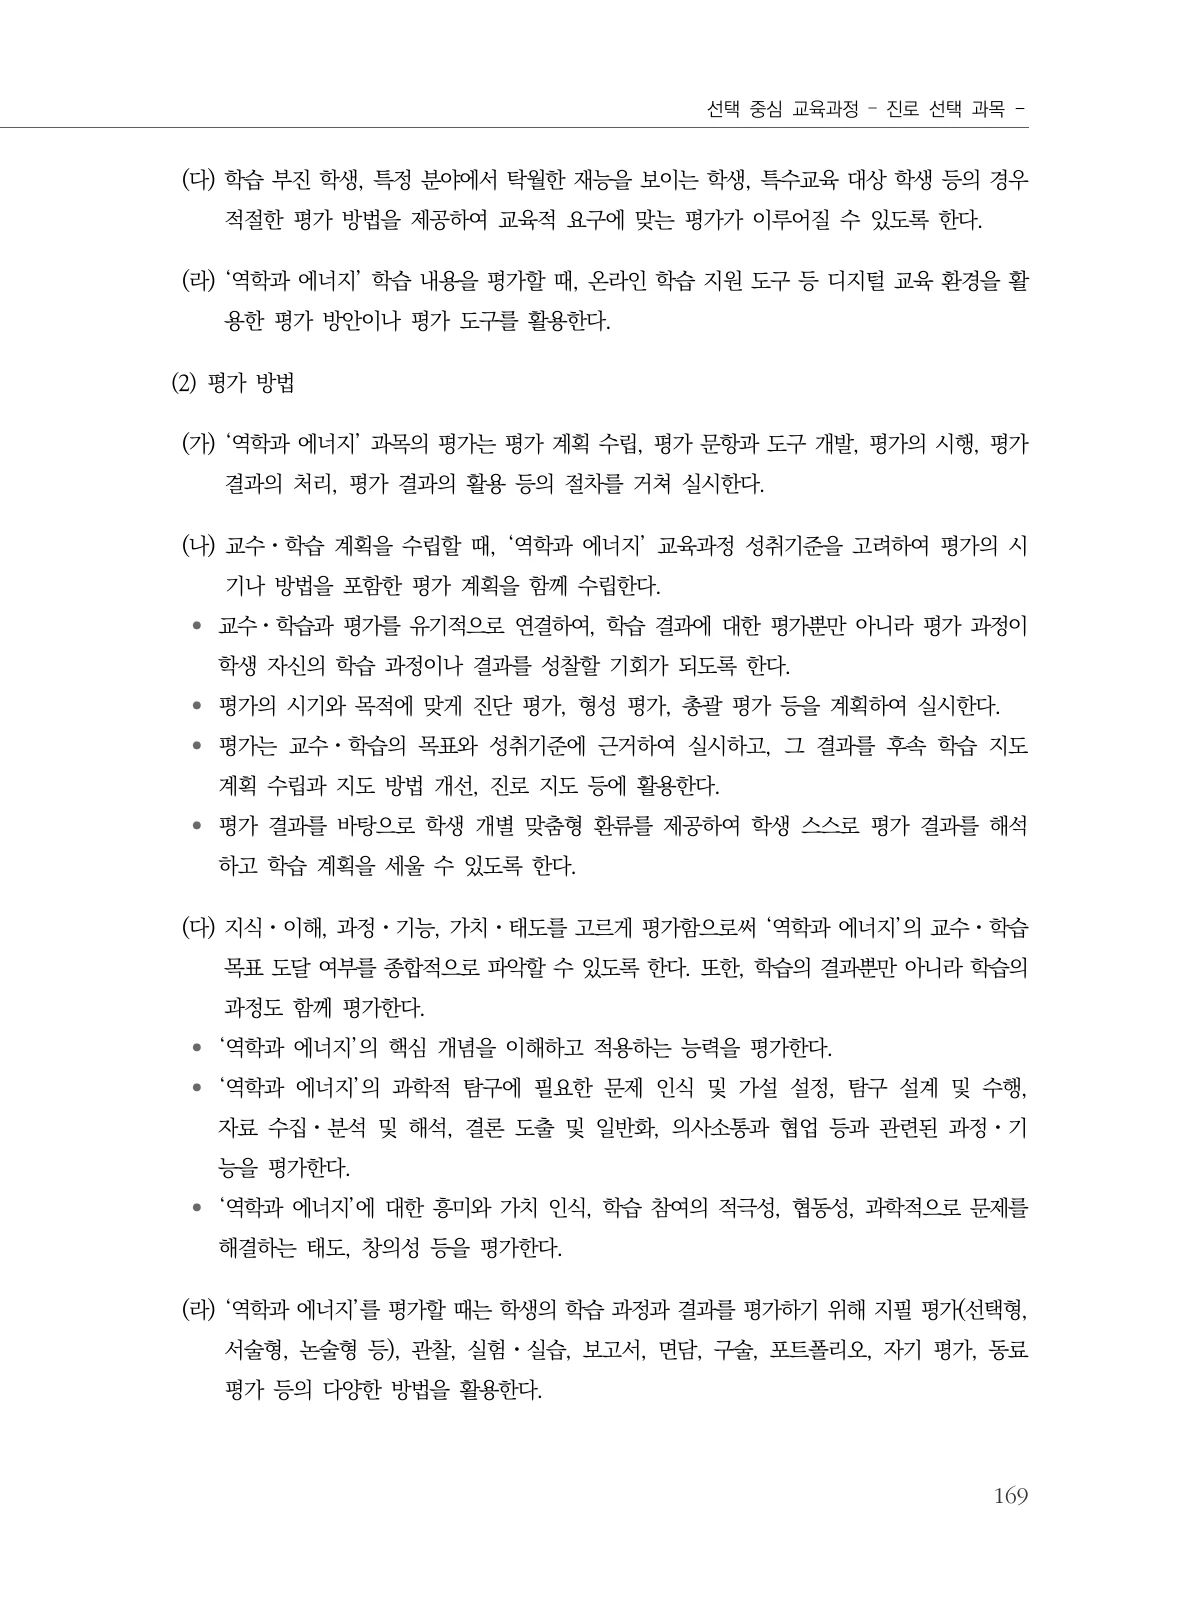 선택 중심 교육과정 - 진로 선택 과목 -
(다) 학습 부진 학생, 특정 분야에서 탁월한 재능을 보이는 학생, 특수교육 대상 학생 등의 경우
적절한 평가 방법을 제공하여 교육적 요구에 맞는 평가가 이루어질 수 있도록 한다.
(라) ‘역학과 에너지’ 학습 내용을 평가할 때, 온라인 학습 지원 도구 등 디지털 교육 환경을 활
용한 평가 방안이나 평가 도구를 활용한다.
(2) 평가 방법
(가) ‘역학과 에너지’ 과목의 평가는 평가 계획 수립, 평가 문항과 도구 개발, 평가의 시행, 평가
결과의 처리, 평가 결과의 활용 등의 절차를 거쳐 실시한다.
(나) 교수・학습 계획을 수립할 때, ‘역학과 에너지’ 교육과정 성취기준을 고려하여 평가의 시
기나 방법을 포함한 평가 계획을 함께 수립한다.
● 교수・학습과 평가를 유기적으로 연결하여, 학습 결과에 대한 평가뿐만 아니라 평가 과정이
학생 자신의 학습 과정이나 결과를 성찰할 기회가 되도록 한다.
● 평가의 시기와 목적에 맞게 진단 평가, 형성 평가, 총괄 평가 등을 계획하여 실시한다.
● 평가는 교수・학습의 목표와 성취기준에 근거하여 실시하고, 그 결과를 후속 학습 지도
계획 수립과 지도 방법 개선, 진로 지도 등에 활용한다.
● 평가 결과를 바탕으로 학생 개별 맞춤형 환류를 제공하여 학생 스스로 평가 결과를 해석
하고 학습 계획을 세울 수 있도록 한다.
(다) 지식・이해, 과정・기능, 가치・태도를 고르게 평가함으로써 ‘역학과 에너지’의 교수・학습
목표 도달 여부를 종합적으로 파악할 수 있도록 한다. 또한, 학습의 결과뿐만 아니라 학습의
과정도 함께 평가한다.
● ‘역학과 에너지’의 핵심 개념을 이해하고 적용하는 능력을 평가한다.
● ‘역학과 에너지’의 과학적 탐구에 필요한 문제 인식 및 가설 설정, 탐구 설계 및 수행,
자료 수집・분석 및 해석, 결론 도출 및 일반화, 의사소통과 협업 등과 관련된 과정・기
능을 평가한다.
● ‘역학과 에너지’에 대한 흥미와 가치 인식, 학습 참여의 적극성, 협동성, 과학적으로 문제를
해결하는 태도, 창의성 등을 평가한다.
(라) ‘역학과 에너지’를 평가할 때는 학생의 학습 과정과 결과를 평가하기 위해 지필 평가(선택형,
서술형, 논술형 등), 관찰, 실험・실습, 보고서, 면담, 구술, 포트폴리오, 자기 평가, 동료
평가 등의 다양한 방법을 활용한다.
169